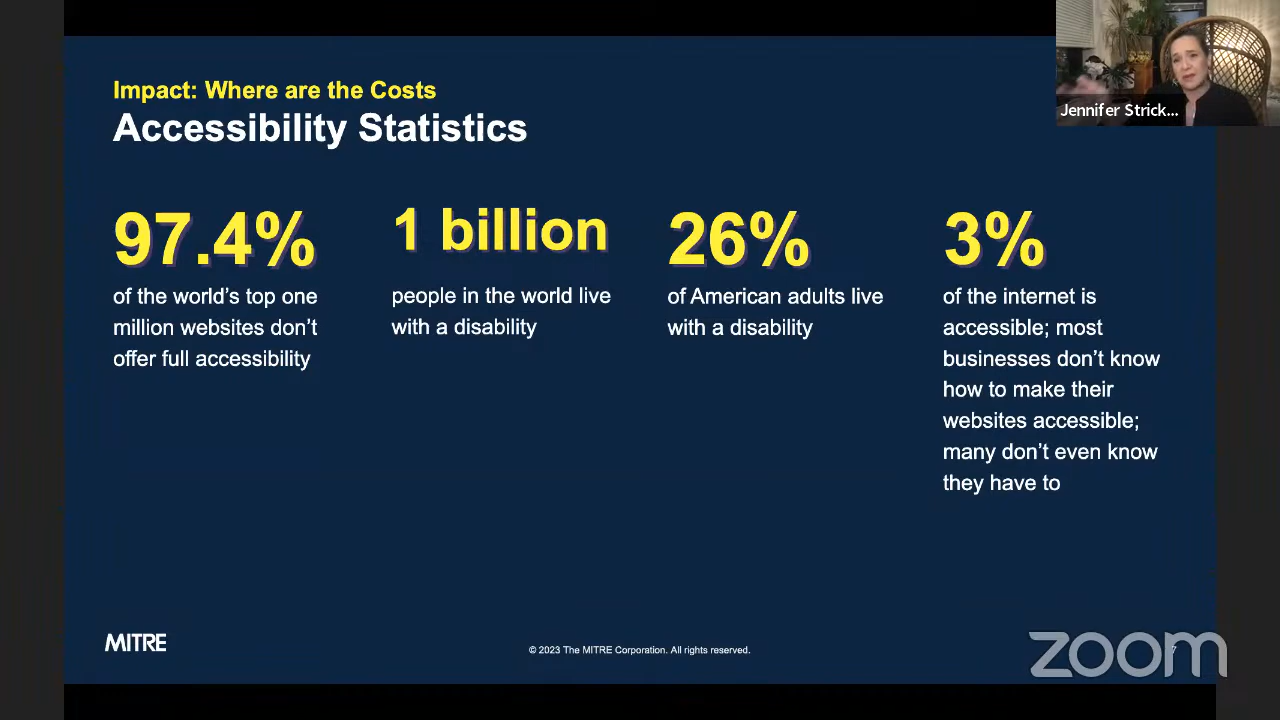 Impact: Where are the Costs
Accessibility Statistics
Jennifer Strick...
97.4%
of the world's top one
million websites don't
offer full accessibility
1 billion
people in the world live
with a disability
26%
of American adults live
with a disability
3%
of the internet is
accessible; most
businesses don't know
how to make their
websites accessible;
many don't even know
they have to
MITRE
© 2023 The MITRE Corporation. All rights reserved.
7
zoom